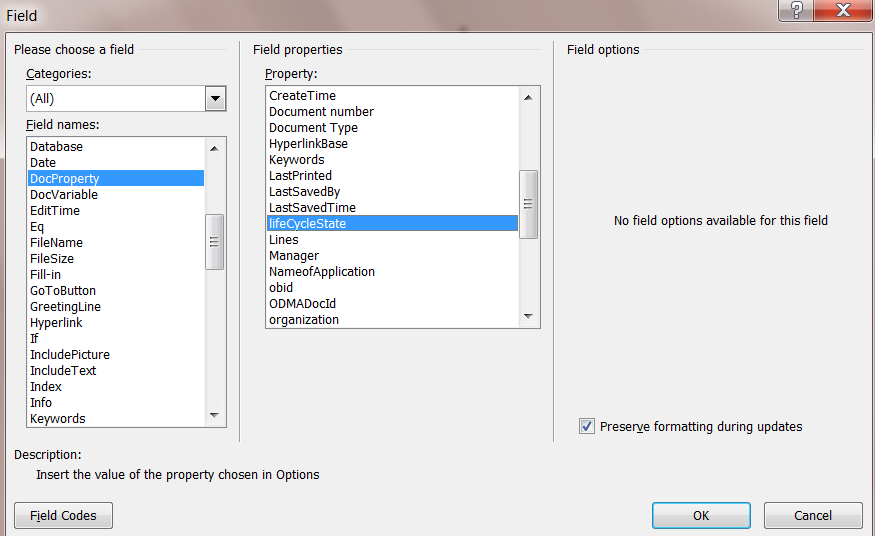 Field
Please choose a field
Categories:
(All)
Field names:
Database
Date
DocProperty
DocVariable
EditTime
Eq
FileName
FileSize
Fill-in
GoToButton
GreetingLine
Hyperlink
If
IncludePicture
IncludeText
Index
Info
Keywords
Field properties
Property:
CreateTime
Document number
Document Type
HyperlinkBase
Keywords
LastPrinted
LastSavedBy
LastSavedTime
lifeCycleState
Lines
Manager
NameofApplication
obid
ODMADocId
organization
Field options
No field options available for this field
Preserve formatting during updates
Description:
Insert the value of the property chosen in Options
Field Codes
OK
Cancel